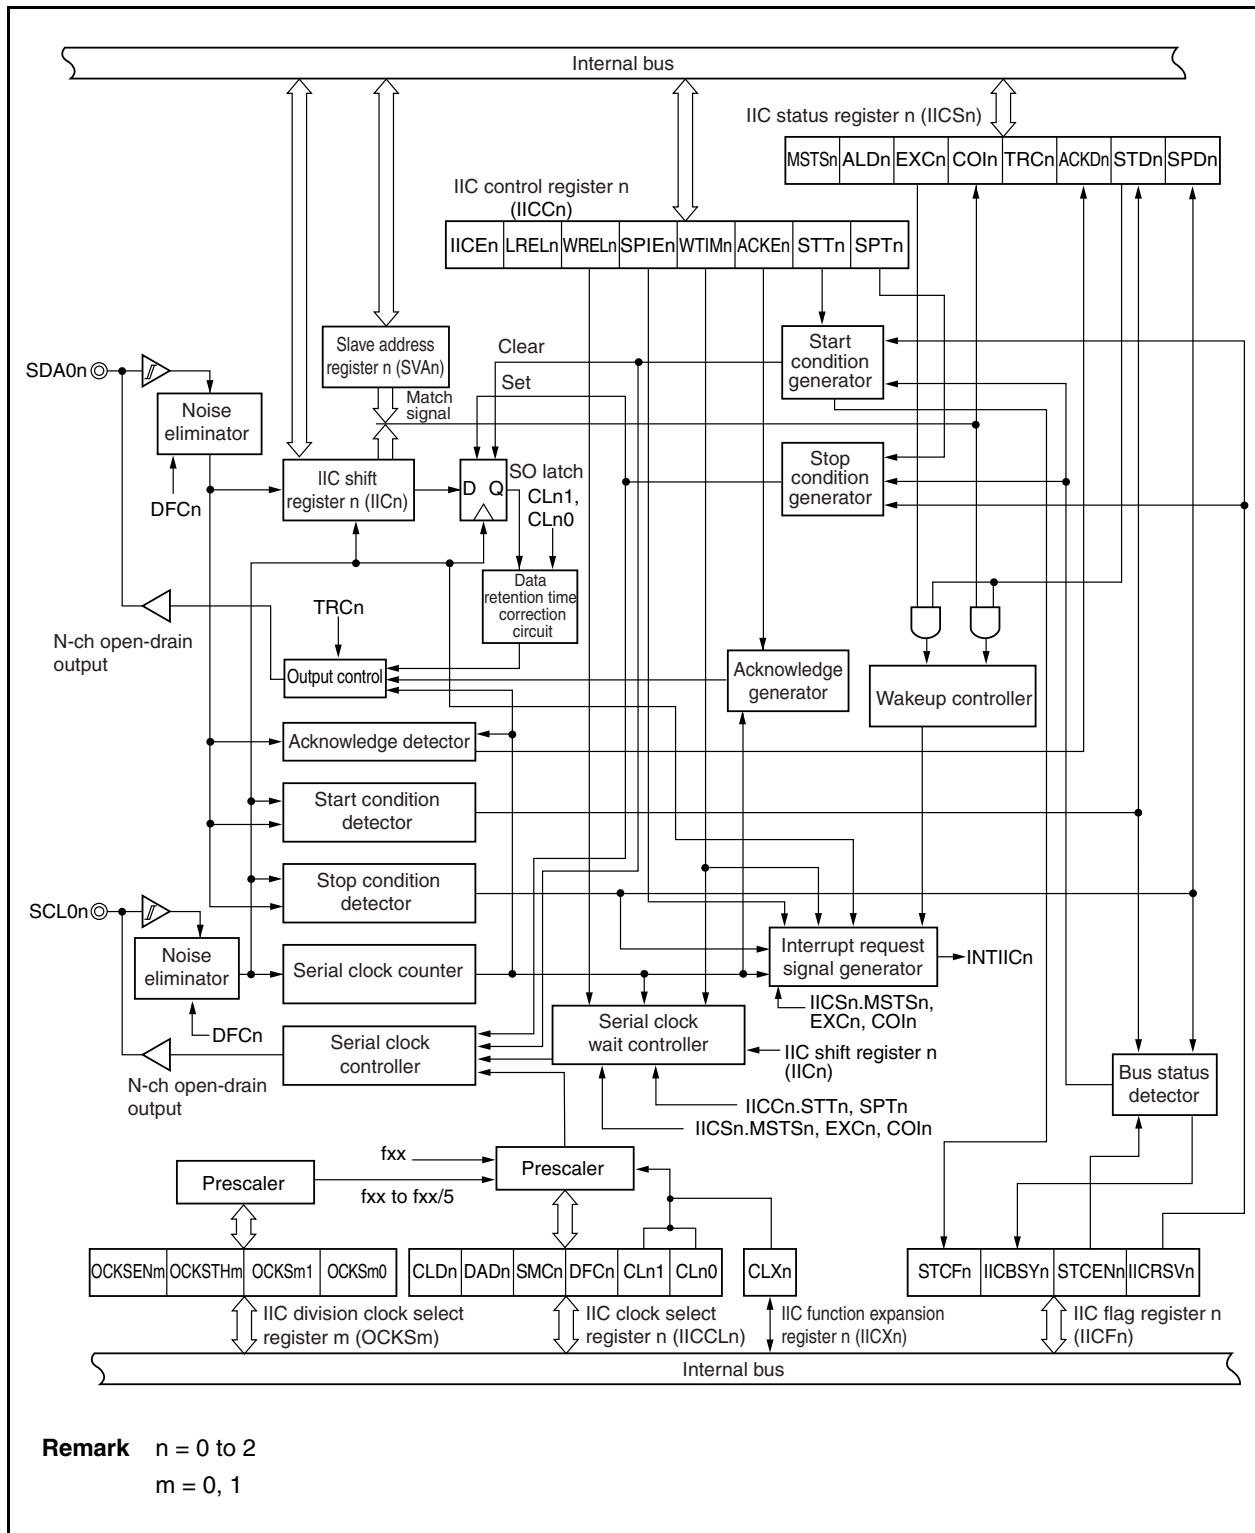 Internal bus
IIC status register n (IICSn)
MSTSn ALDn EXCn COIn TRCn ACKDn STDn SPDn
IIC control register n
(IICCn)
IICEn LRELn WRELn SPIEn WTIMn ACKEn STTn SPTn
Slave address
register n (SVAn)
Clear
Start
condition
generator
SDA0n
Set
Match
signal
Noise
eliminator
Stop
condition
generator
IIC shift
register n (IICn)
D Q
SO latch
CLn1,
CLn0
DFCn
Data
retention time
correction
circuit
TRCn
N-ch open-drain
output
Output control
Acknowledge
generator
Wakeup controller
Acknowledge detector
Start condition
detector
Stop condition
detector
SCL0n
Noise
eliminator
Serial clock counter
Interrupt request
signal generator
INTIICn
IICSn.MSTSn,
EXCn, COIn
DFCn
Serial clock
controller
Serial clock
wait controller
IIC shift register n
(IICn)
Bus status
detector
N-ch open-drain
output
IICCn.STTn, SPTn
IICSn.MSTSn, EXCn, COIn
fxx
Prescaler
Prescaler
fxx to fxx/5
OCKSENm OCKSTHm OCKSm1 OCKSm0
CLDn DADn SMCn DFCn CLn1 CLn0
CLXn
STCFn IICBSYn STCENn IICRSVn
IIC division clock select
register m (OCKSm)
IIC clock select
register n (IICCLn)
IIC function expansion
register n (IICXn)
IIC flag register n
(IICFn)
Internal bus
Remark n = 0 to 2
m = 0, 1